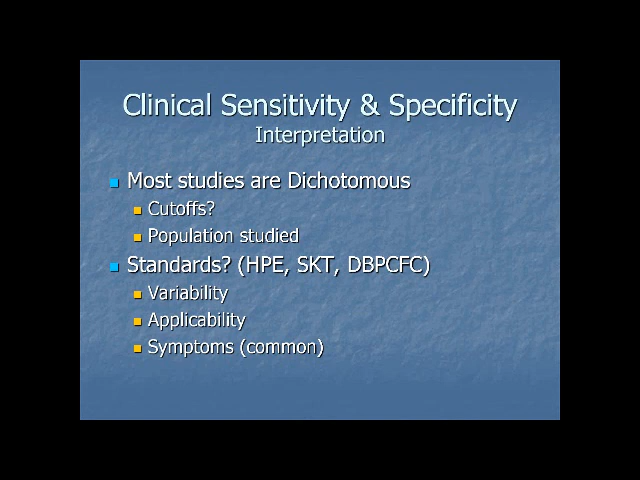 Clinical Sensitivity & Specificity
Interpretation
Most studies are Dichotomous
Cutoffs?
Population studied
Standards? (HPE, SKT, DBPCFC)
Variability
Applicability
Symptoms (common)